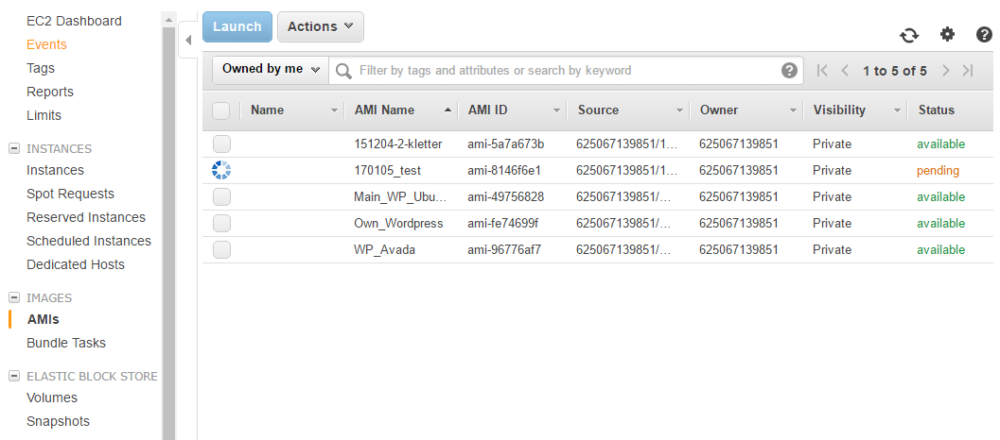 EC2 Dashboard
Events
Tags
Reports
Limits
INSTANCES
Instances
Spot Requests
Reserved Instances
Scheduled Instances
Dedicated Hosts
IMAGES
AMIs
Bundle Tasks
ELASTIC BLOCK STORE
Volumes
Snapshots
Launch Actions
Owned by me Filter by tags and attributes or search by keyword 1 to 5 of 5
Name AMI Name AMI ID Source Owner Visibility Status
151204-2-kletter ami-5a7a673b 625067139851/1... 625067139851 Private available
170105_test ami-8146f6e1 625067139851/1... 625067139851 Private pending
Main_WP_Ubu... ami-49756828 625067139851/... 625067139851 Private available
Own_Wordpress ami-fe74699f 625067139851/... 625067139851 Private available
WP_Avada ami-96776af7 625067139851/... 625067139851 Private available